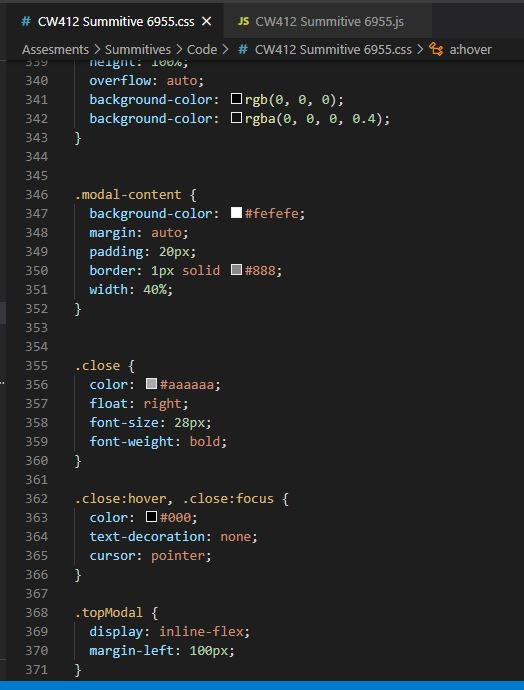 # CW412 Summitive 6955.css ×
JS CW412 Summitive 6955.js
Assesments > Summitives > Code > # CW412 Summitive 6955.css > a:hover
339 height: 100%;
340 overflow: auto;
341 background-color: rgb(0, 0, 0);
342 background-color: rgba(0, 0, 0, 0.4);
343 }
344
345
346 .modal-content {
347 background-color: #fefefe;
348 margin: auto;
349 padding: 20px;
350 border: 1px solid #888;
351 width: 40%;
352 }
353
354
355 .close {
356 color: #aaaaaa;
357 float: right;
358 font-size: 28px;
359 font-weight: bold;
360 }
361
362 .close:hover, .close:focus {
363 color: #000;
364 text-decoration: none;
365 cursor: pointer;
366 }
367
368 .topModal {
369 display: inline-flex;
370 margin-left: 100px;
371 }